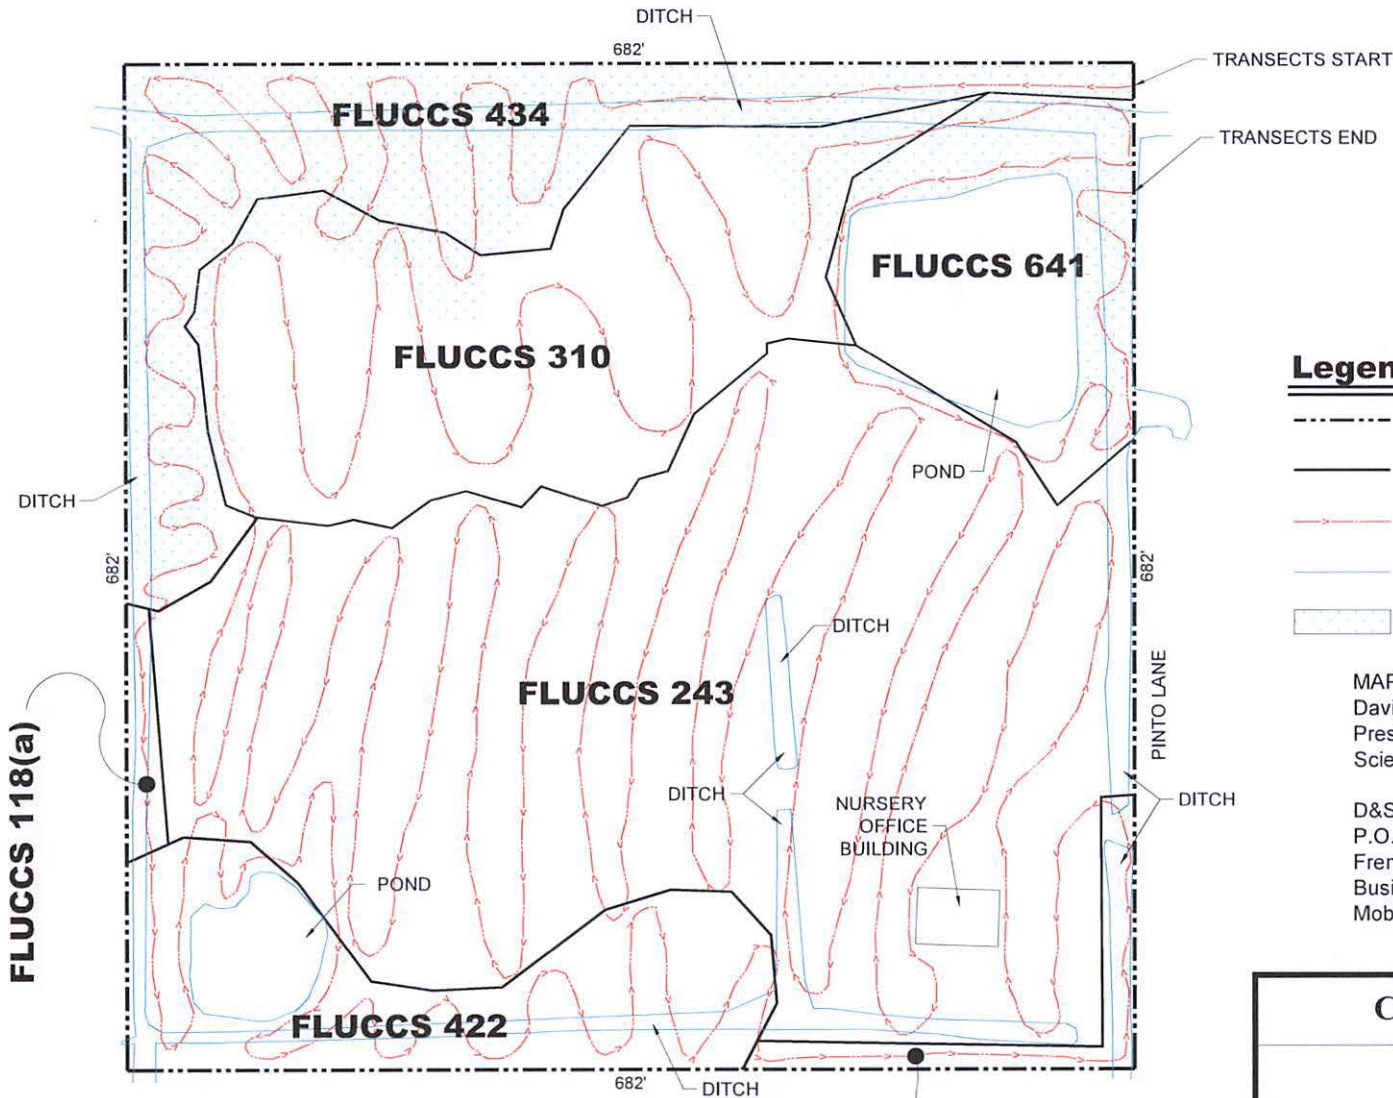 DITCH
682'
TRANSECTS START
FLUCCS 434
TRANSECTS END
FLUCCS 641
FLUCCS 310
POND
DITCH
682'
682'
DITCH
FLUCCS 243
PINTO LANE
FLUCCS 118(a)
DITCH
NURSERY
OFFICE
BUILDING
DITCH
POND
FLUCCS 422
682'
DITCH
Legen
MAP
Davi
Pres
Scie
D&S
P.O.
Busi
Mob
C